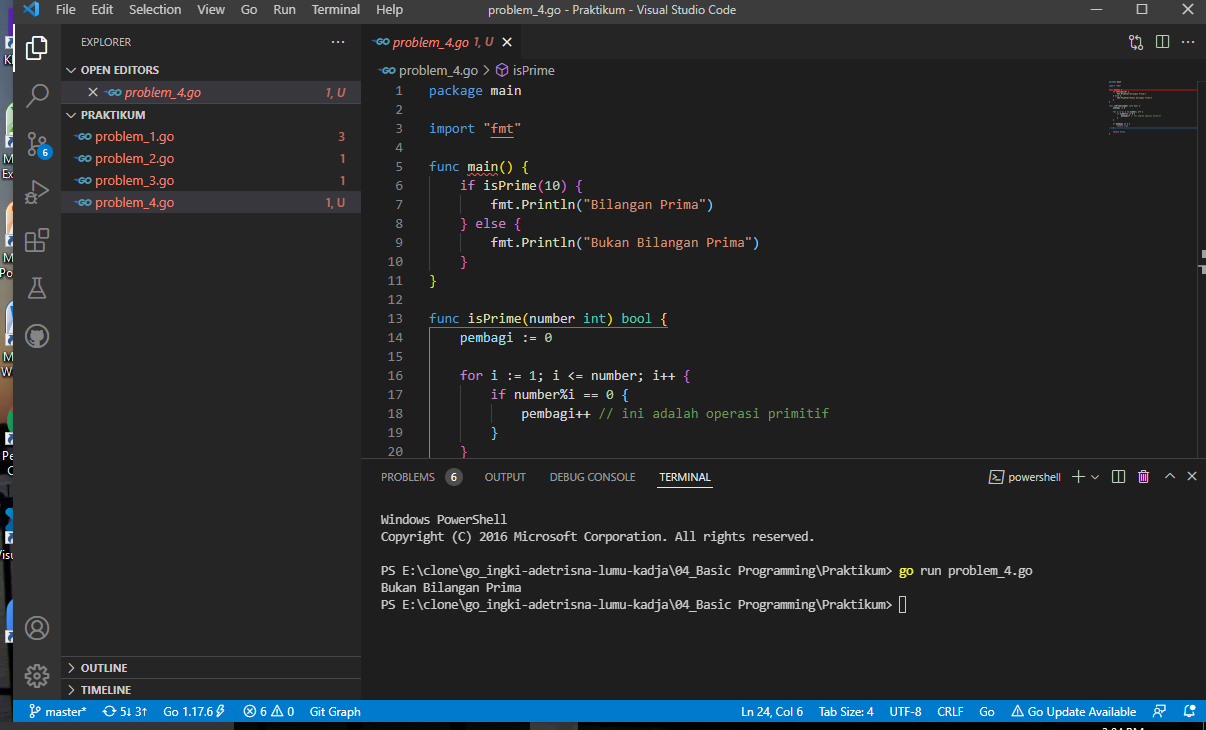 File Edit Selection View Go Run Terminal Help problem_4.go - Praktikum - Visual Studio Code
EXPLORER
OPEN EDITORS
problem_4.go 1, U
PRAKTIKUM
problem_1.go 3
problem_2.go 1
problem_3.go 1
problem_4.go 1, U
OUTLINE
TIMELINE
6
problem_4.go 1, U
problem_4.go > isPrime
1 package main
2
3 import "fmt"
4
5 func main() {
6 if isPrime(10) {
7 fmt.Println("Bilangan Prima")
8 } else {
9 fmt.Println("Bukan Bilangan Prima")
10 }
11 }
12
13 func isPrime(number int) bool {
14 pembagi := 0
15
16 for i := 1; i <= number; i++ {
17 if number%i == 0 {
18 pembagi++ // ini adalah operasi primitif
19 }
20 }
PROBLEMS 6 OUTPUT DEBUG CONSOLE TERMINAL powershell
Windows PowerShell
Copyright (C) 2016 Microsoft Corporation. All rights reserved.
PS E:\clone\go_ingki-adetrisna-lumu-kadja\04_Basic Programming\Praktikum> go run problem_4.go
Bukan Bilangan Prima
PS E:\clone\go_ingki-adetrisna-lumu-kadja\04_Basic Programming\Praktikum>
master* 5↓ 3↑ Go 1.17.6 6 0 Git Graph Ln 24, Col 6 Tab Size: 4 UTF-8 CRLF Go Go Update Available